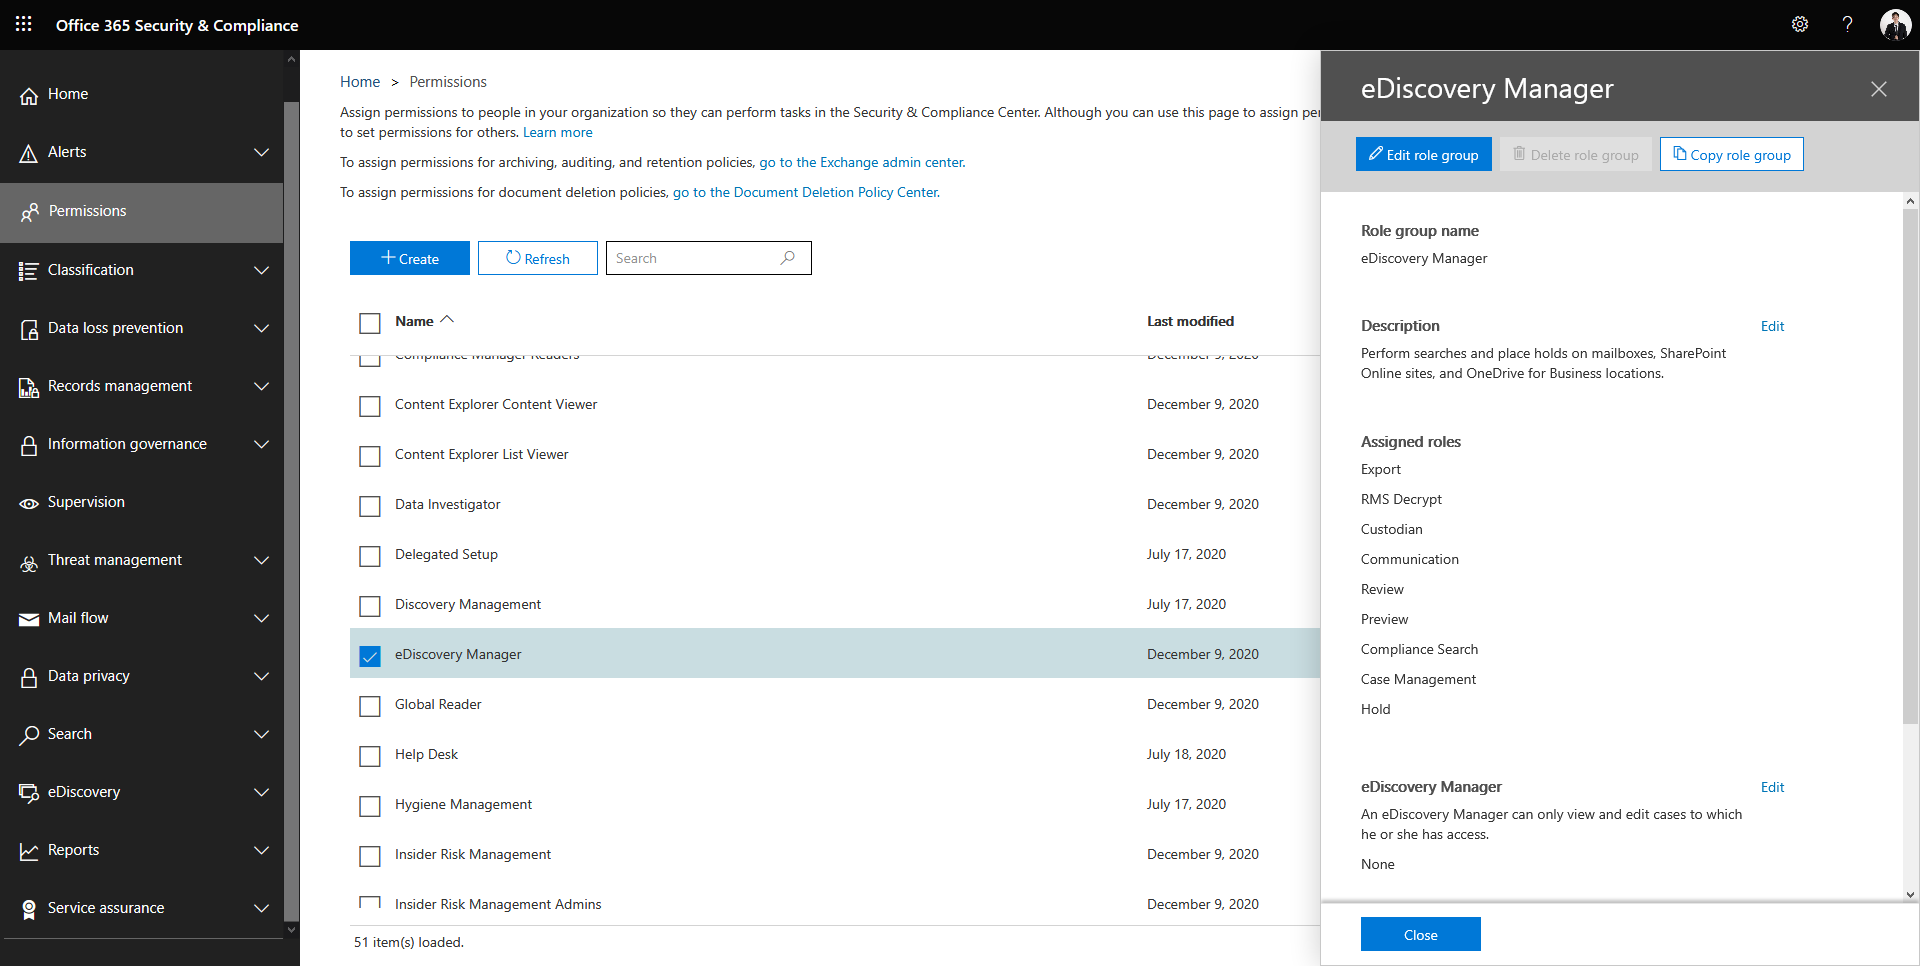 Office 365 Security & Compliance
?
Home
Alerts
Permissions
Classification
Data loss prevention
Records management
Information governance
Supervision
Threat management
Mail flow
Data privacy
Search
eDiscovery
Reports
Service assurance
Home > Permissions
Assign permissions to people in your organization so they can perform tasks in the Security & Compliance Center. Although you can use this page to assign per
to set permissions for others. Learn more
To assign permissions for archiving, auditing, and retention policies, go to the Exchange admin center.
To assign permissions for document deletion policies, go to the Document Deletion Policy Center.
Create Refresh Search
Name Last modified
Compliance Manager Readers December 9, 2020
Content Explorer Content Viewer December 9, 2020
Content Explorer List Viewer December 9, 2020
Data Investigator December 9, 2020
Delegated Setup July 17, 2020
Discovery Management July 17, 2020
eDiscovery Manager December 9, 2020
Global Reader December 9, 2020
Help Desk July 18, 2020
Hygiene Management July 17, 2020
Insider Risk Management December 9, 2020
Insider Risk Management Admins December 9, 2020
51 item(s) loaded.
eDiscovery Manager
Edit role group Delete role group Copy role group
Role group name
eDiscovery Manager
Description Edit
Perform searches and place holds on mailboxes, SharePoint
Online sites, and OneDrive for Business locations.
Assigned roles
Export
RMS Decrypt
Custodian
Communication
Review
Preview
Compliance Search
Case Management
Hold
eDiscovery Manager Edit
An eDiscovery Manager can only view and edit cases to which
he or she has access.
None
Close